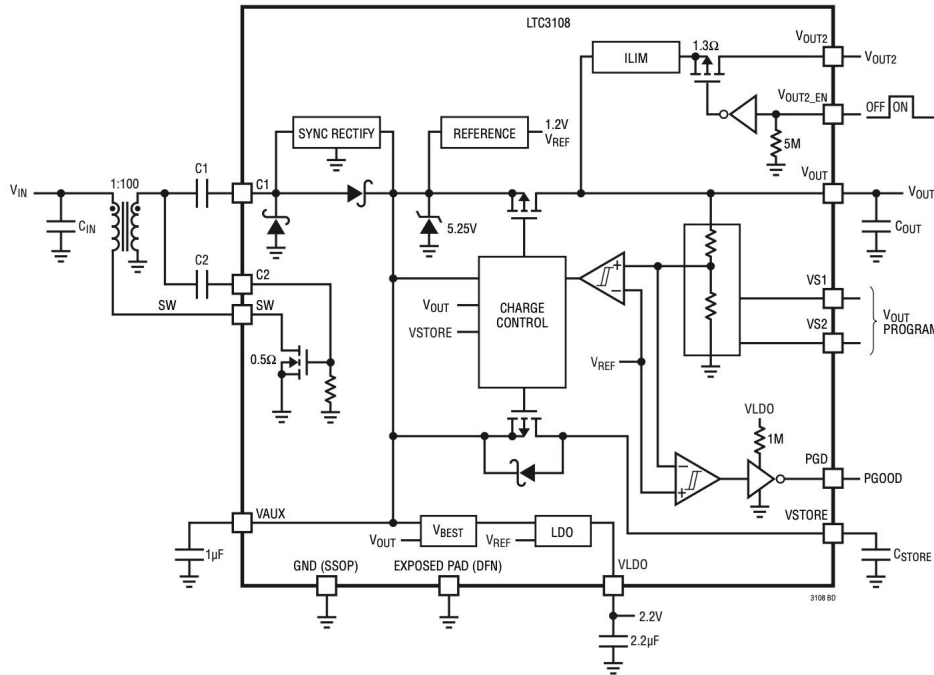 LTC3108
VOUT2
1.3Ω
ILIM
VOUT2
VOUT2_EN
OFF ON
SYNC RECTIFY
REFERENCE
1.2V
VREF
5M
C1
VOUT
VIN
1:100
C1
VOUT
CIN
5.25V
COUT
C2
C2
VS1
VOUT
CHARGE
CONTROL
VOUT
PROGRAM
SW
SW
VSTORE
VS2
0.5Ω
VREF
VLDO
1M
PGD
PGOOD
VSTORE
VAUX
1µF
VOUT
VBEST
VREF
LDO
CSTORE
GND (SSOP)
EXPOSED PAD (DFN)
VLDO
3108 BD
2.2V
2.2µF